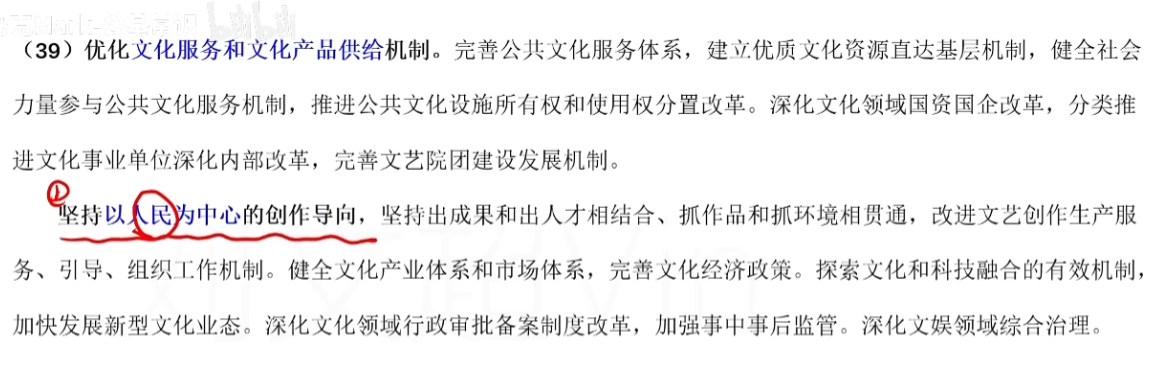 （39）优化文化服务和文化产品供给机制。完善公共文化服务体系，建立优质文化资源直达基层机制，健全社会
力量参与公共文化服务机制，推进公共文化设施所有权和使用权分置改革。深化文化领域国资国企改革，分类推
进文化事业单位深化内部改革，完善文艺院团建设发展机制。
①
坚持以人民为中心的创作导向，坚持出成果和出人才相结合、抓作品和抓环境相贯通，改进文艺创作生产服
务、引导、组织工作机制。健全文化产业体系和市场体系，完善文化经济政策。探索文化和科技融合的有效机制，
加快发展新型文化业态。深化文化领域行政审批备案制度改革，加强事中事后监管。深化文娱领域综合治理。